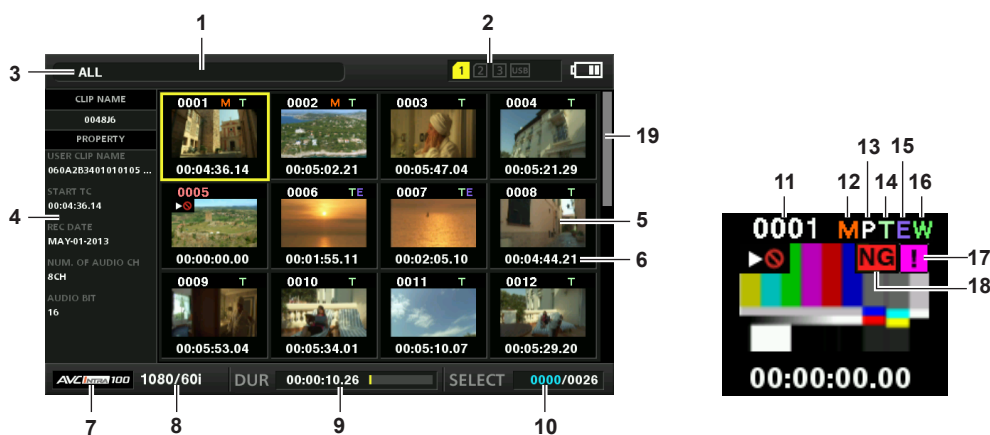 1
2
3
ALL
1 2 3 USB
CLIP NAME
0048J6
PROPERTY
USER CLIP NAME
060A2B3401010105 ...
START TC
00:04:36.14
REC DATE
MAY-01-2013
NUM. OF AUDIO CH
8CH
AUDIO BIT
16
4
0001 M T
00:04:36.14
0002 M T
00:05:02.21
0003 T
00:05:47.04
0004 T
00:05:21.29
19
0005
00:00:00.00
0006 TE
00:01:55.11
0007 TE
00:02:05.10
0008 T
00:04:44.21
5
6
0009 T
00:05:53.04
0010 T
00:05:34.01
0011 T
00:05:10.07
0012 T
00:05:29.20
AVC INTRA 100
1080/60i
DUR 00:00:10.26
SELECT 0000/0026
7
8
9
10
11
12
13
14
15
16
0001 MPTEW
NG !
17
18
00:00:00.00